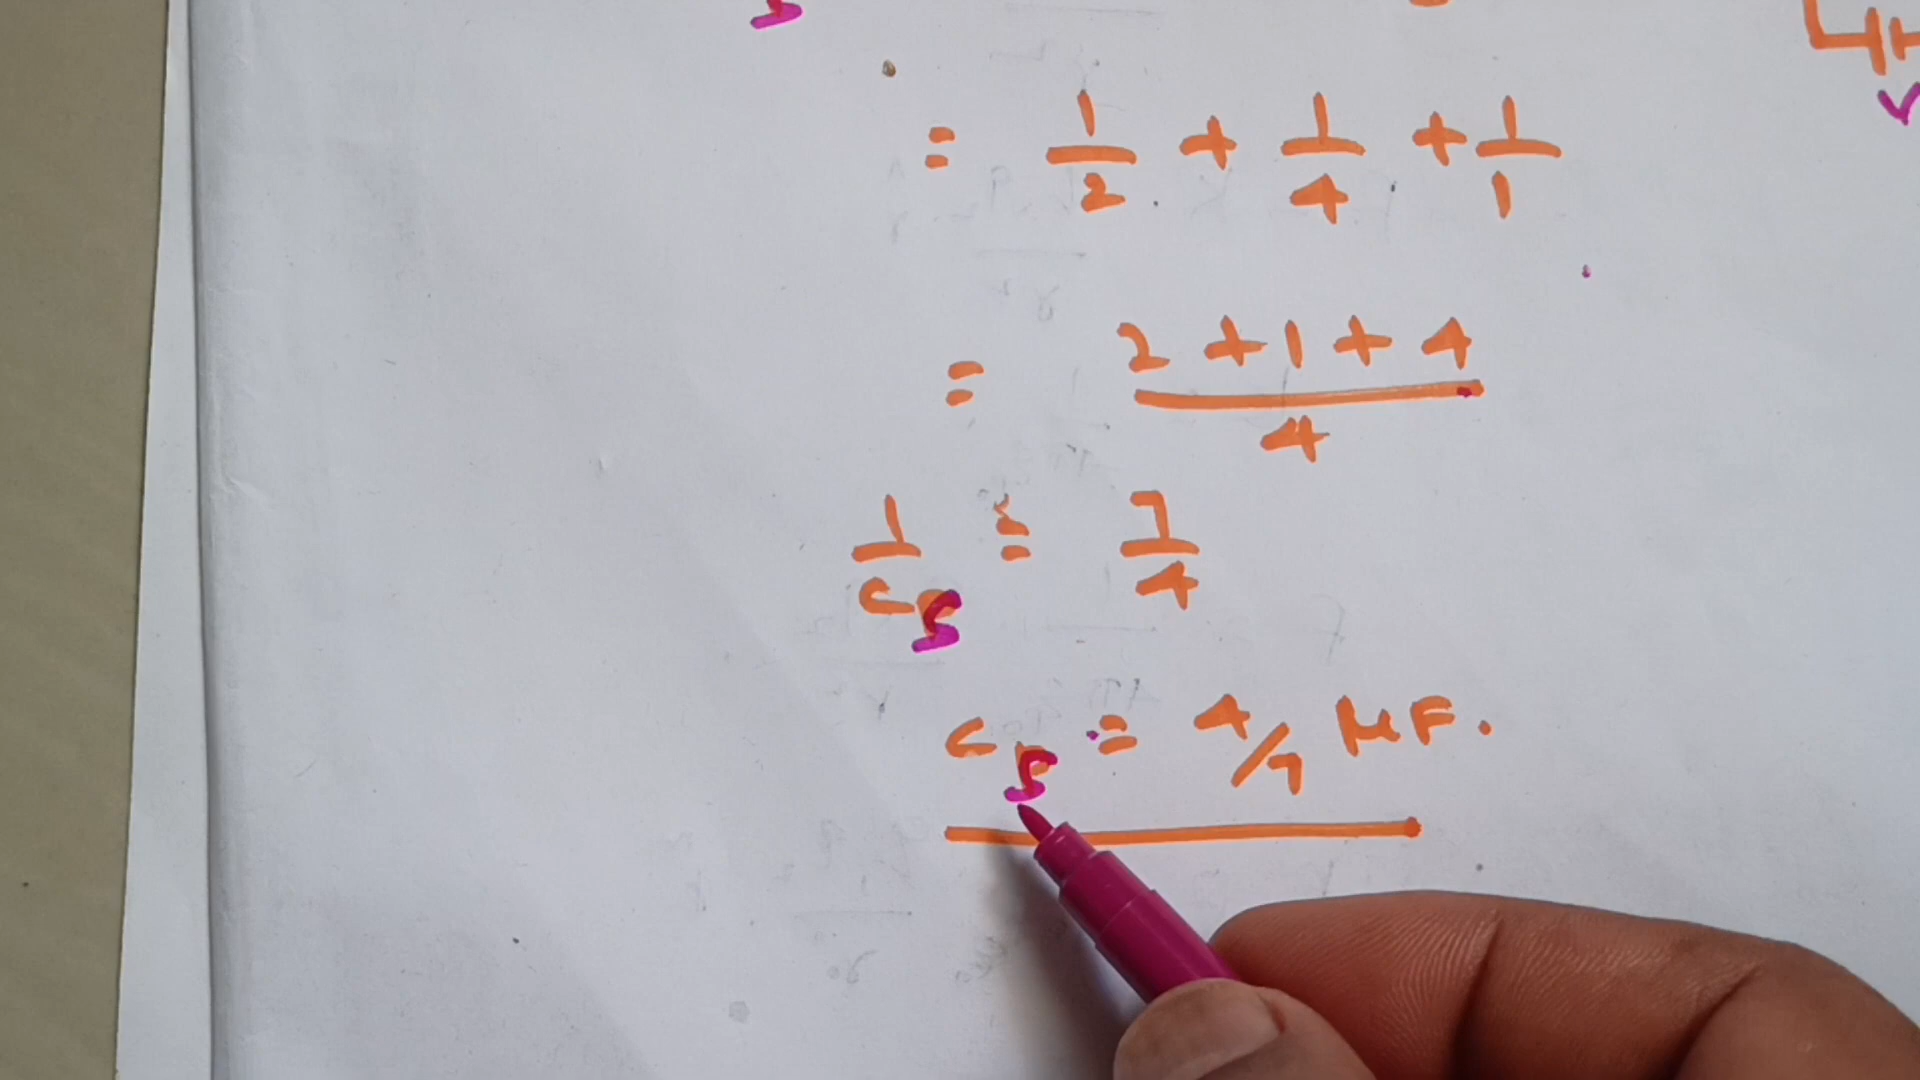 = 1/2 + 1/4 + 1/1
= 2 + 1 + 4 / 4
1/Cs = 7/4
Cs = 4/7 μF.